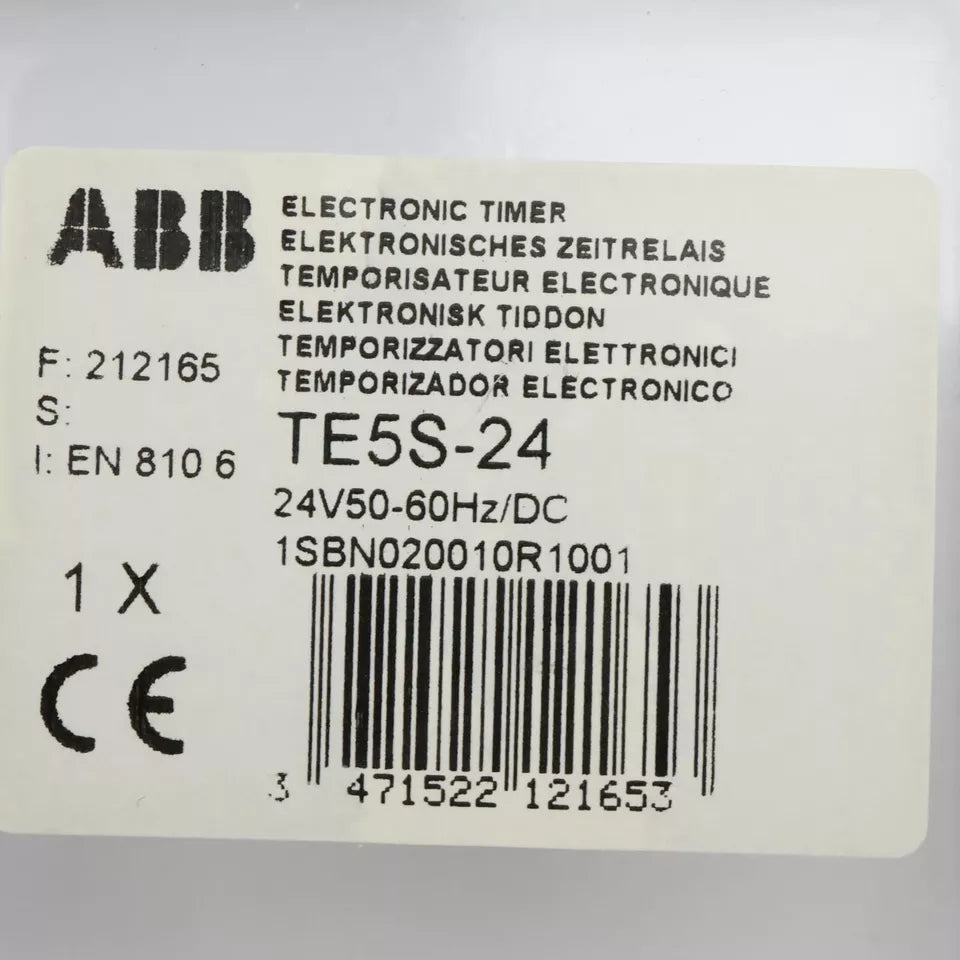 ABB
ELECTRONIC TIMER
ELEKTRONISCHES ZEITRELAIS
TEMPORISATEUR ELECTRONIQUE
ELEKTRONISK TIDDON
TEMPORIZZATORI ELETTRONICI
TEMPORIZADOR ELECTRONICO
F: 212165
S:
I: EN 810 6
TE5S-24
24V50-60Hz/DC
1SBN020010R1001
1 X
CE
3 471522 121653